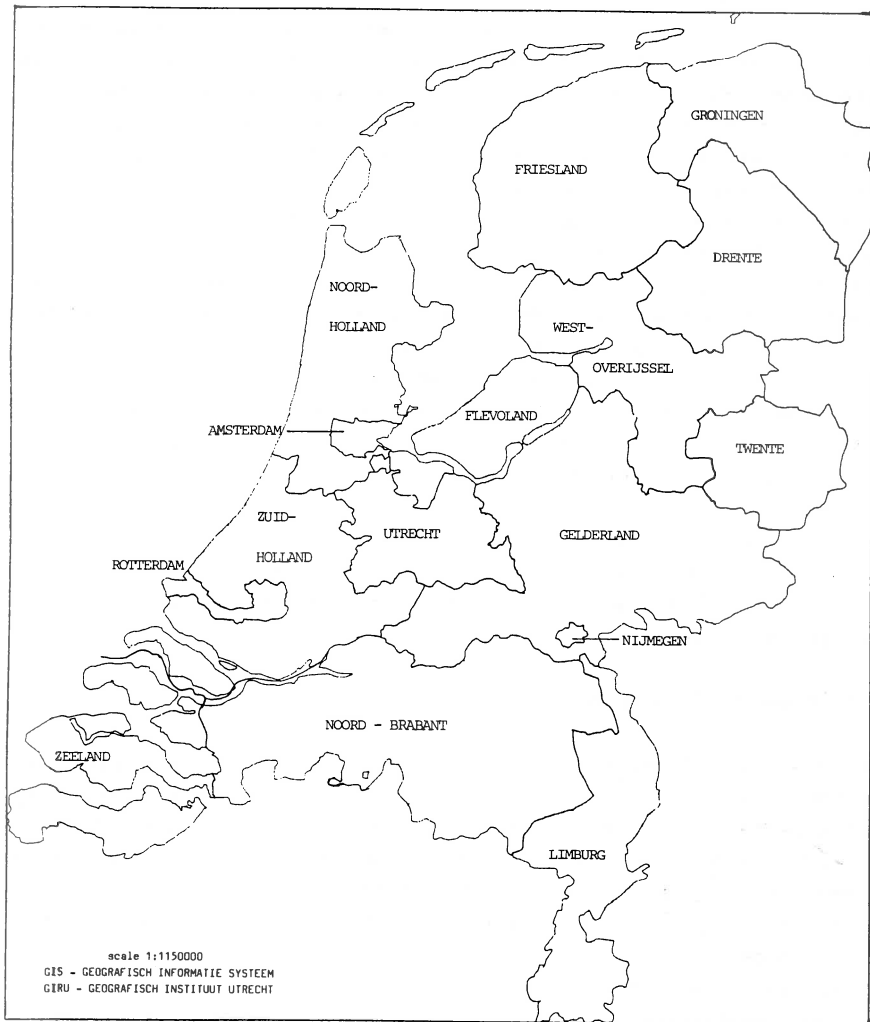 GRONINGEN
FRIESLAND
DRENTE
NOORD-
HOLLAND
WEST-
OVERIJSSEL
FLEVOLAND
AMSTERDAM
TWENTE
ZUID-
HOLLAND
UTRECHT
GELDERLAND
ROTTERDAM
NIJMEGEN
NOORD - BRABANT
ZEELAND
LIMBURG
scale 1:1150000
GIS - GEOGRAFISCH INFORMATIE SYSTEEM
GIRU - GEOGRAFISCH INSTITUUT UTRECHT